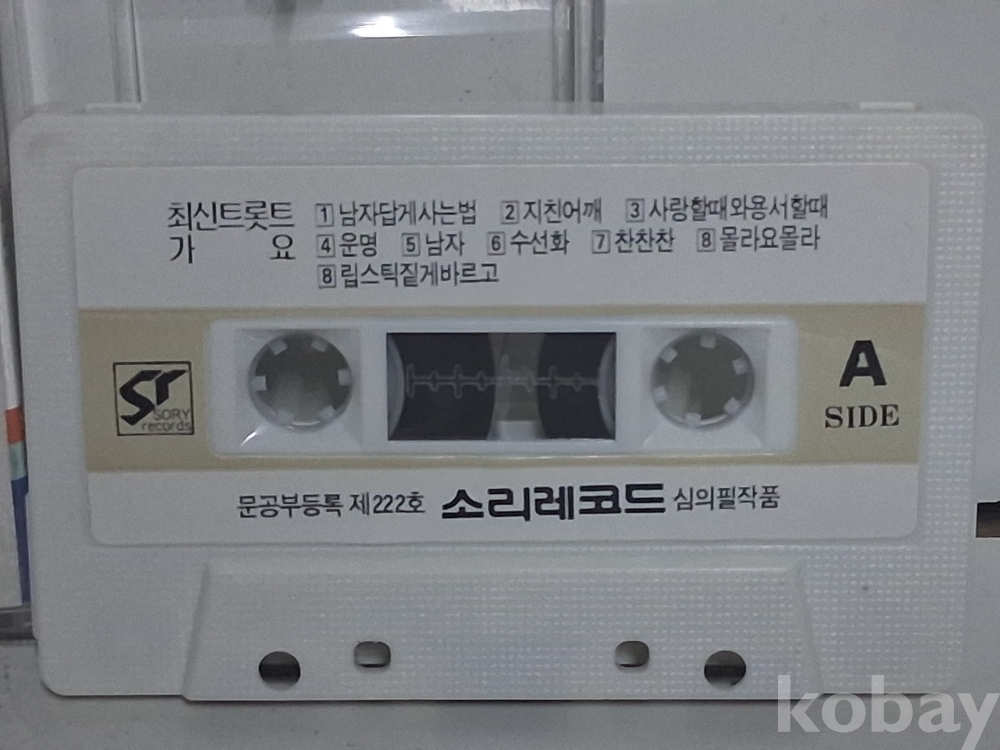 최신트롯트
가 요
1 남자답게사는법 2 지친어깨 3 사랑할때와용서할때
4 운명 5 남자 6 수선화 7 찬찬찬 8 몰라요몰라
8 립스틱짙게바르고
SORY
records
A
SIDE
문공부등록 제222호 소리레코드 심의필작품
kobay